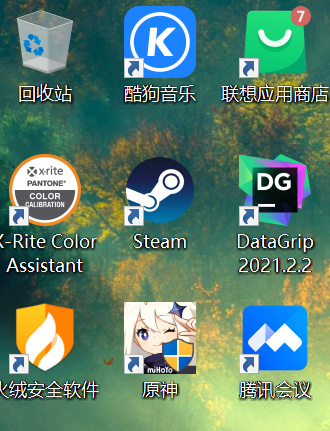 7
回收站
酷狗音乐
联想应用商店
x-rite
PANTONE®
COLOR
CALIBRATION
DG
X-Rite Color
Assistant
Steam
DataGrip
2021.2.2
miHoYo
火绒安全软件
原神
腾讯会议